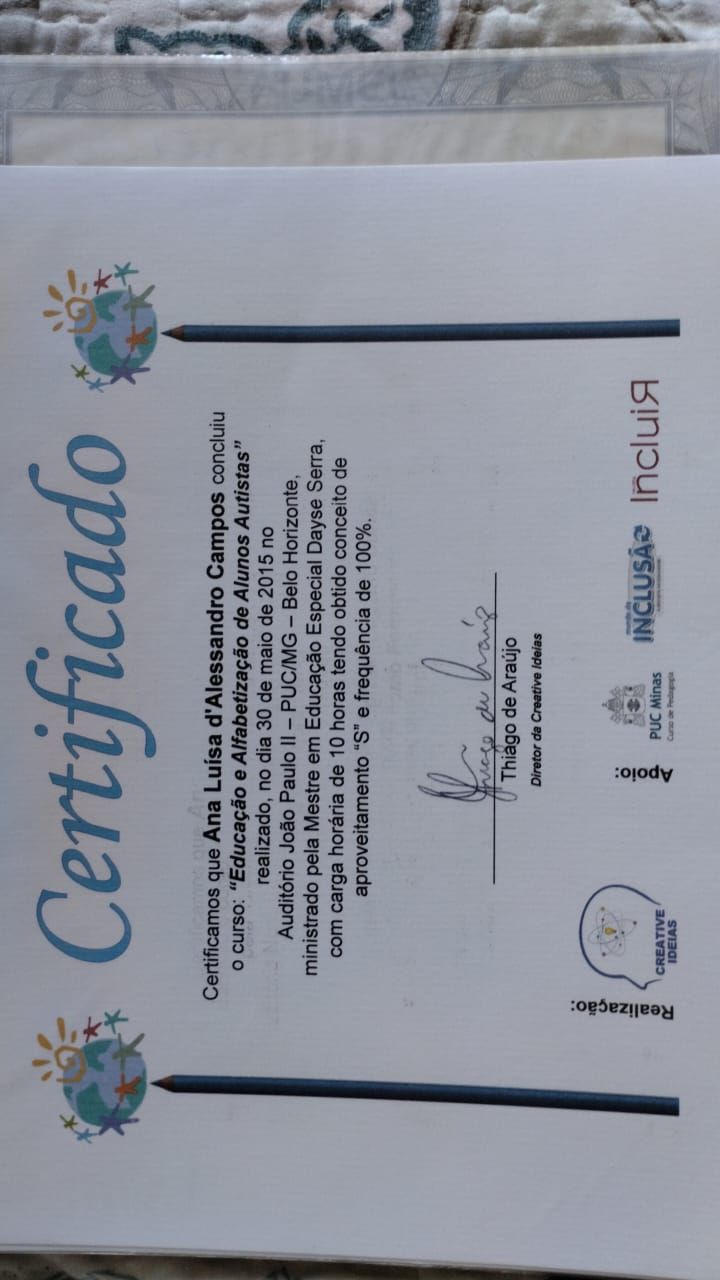 Certificado
Certificamos que Ana Luísa d'Alessandro Campos concluiu
o curso: "Educação e Alfabetização de Alunos Autistas"
realizado, no dia 30 de maio de 2015 no
Auditório João Paulo II – PUC/MG – Belo Horizonte,
ministrado pela Mestre em Educação Especial Dayse Serra,
com carga horária de 10 horas tendo obtido conceito de
aproveitamento "S" e frequência de 100%.
Thiago de Araújo
Thiago de Araújo
Diretor da Creative Ideias
Realização:
CREATIVE
IDEIAS
Apoio:
PUC Minas
Curso de Pedagogia
INCLUSÃO
IncluiR